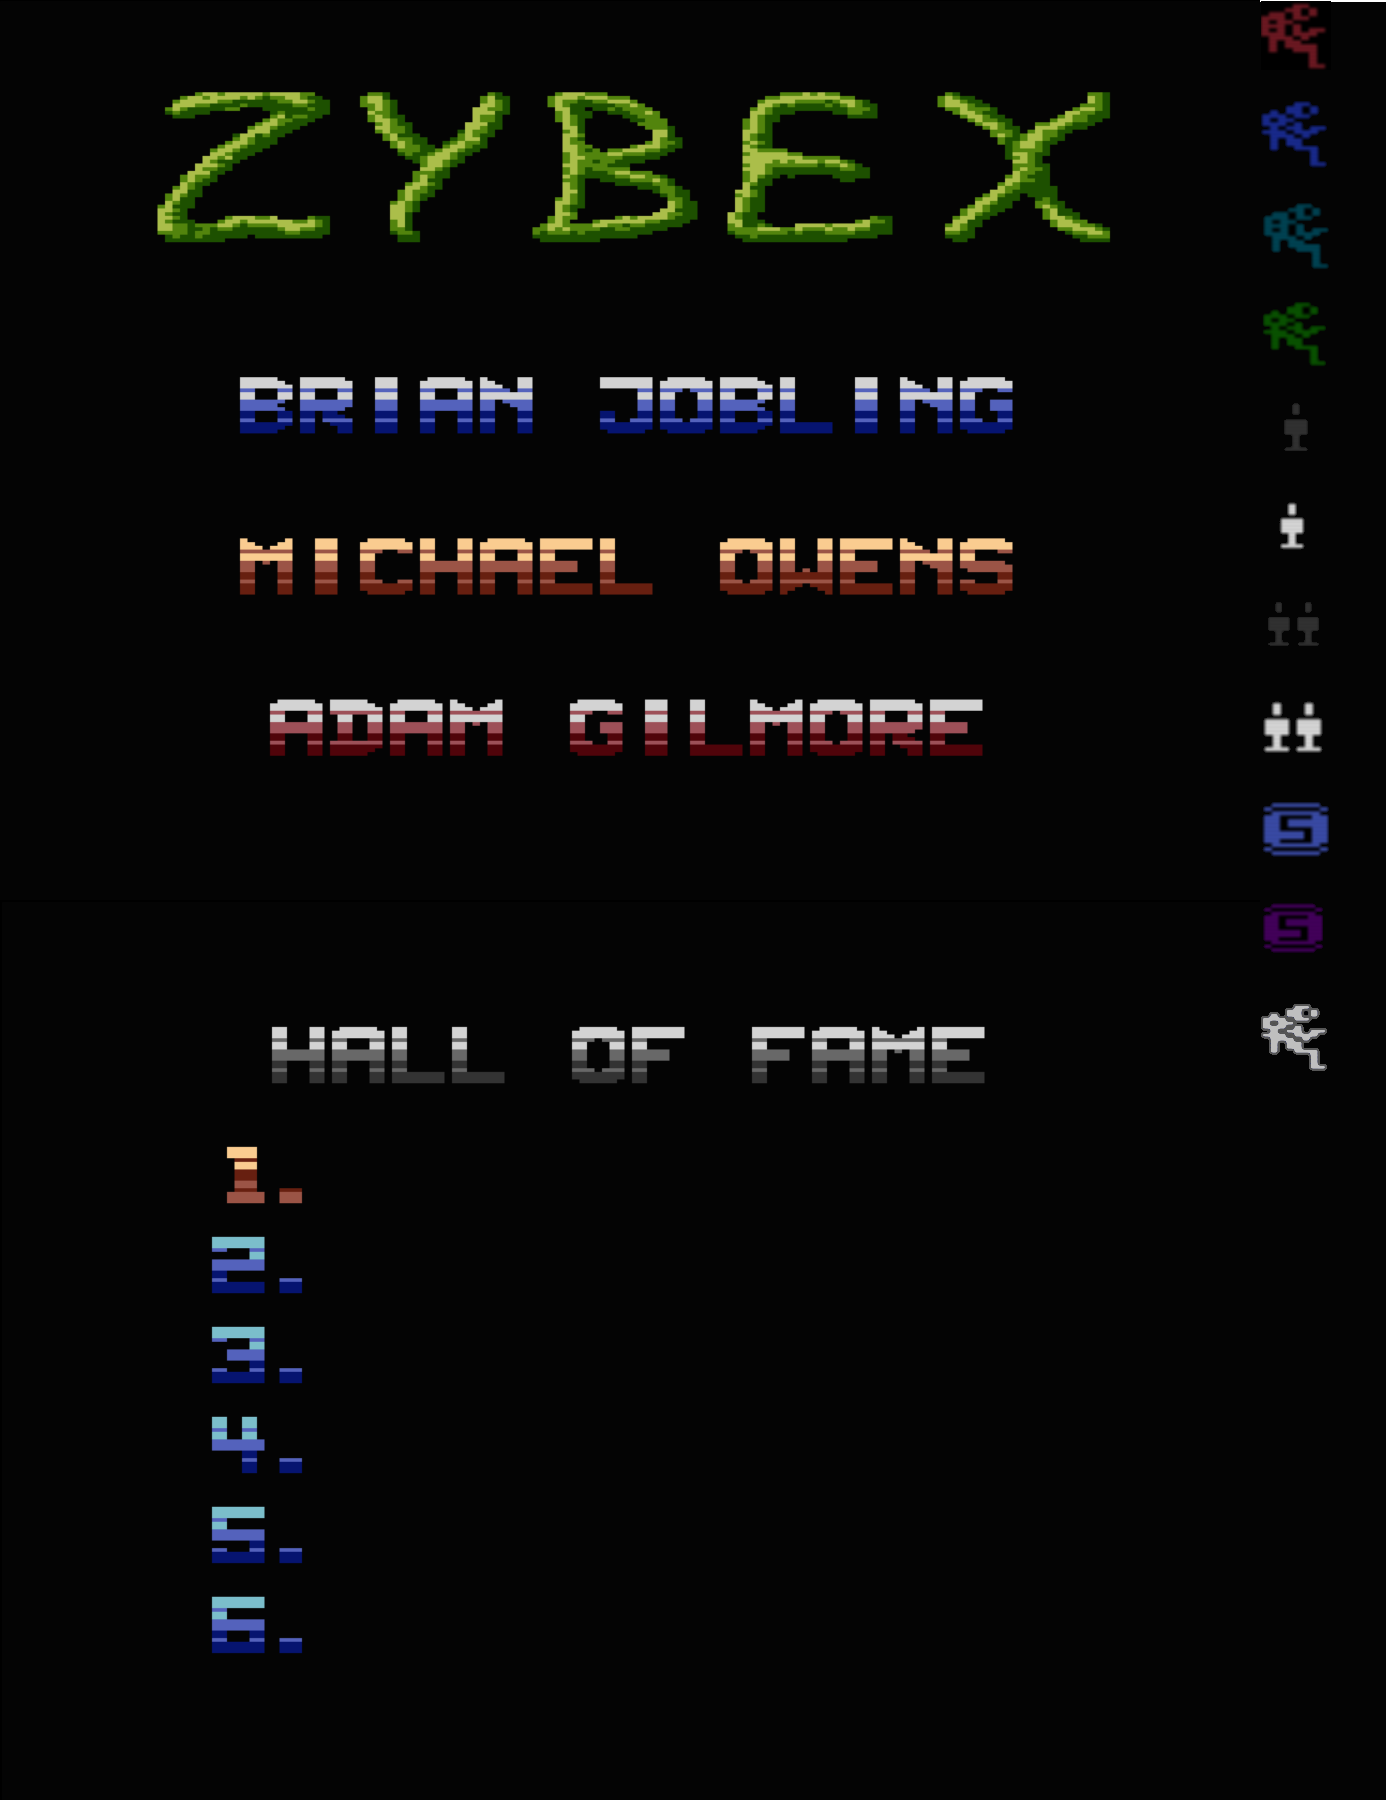 ZYBEX
BRIAN JOBLING
MICHAEL OWENS
ADAM GILMORE
S
S
HALL OF FAME
1.
2.
3.
4.
5.
6.